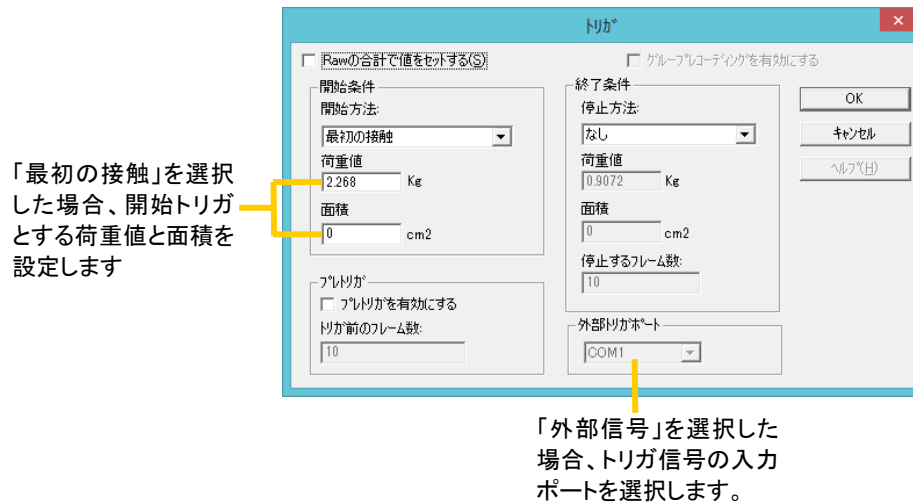 トリガ
×
Rawの合計で値をセットする(S)
グループレコーディングを有効にする
開始条件
開始方法:
最初の接触
荷重値
2.268 Kg
面積
0 cm2
終了条件
停止方法:
なし
荷重値
0.9072 Kg
面積
0 cm2
停止するフレーム数:
10
OK
キャンセル
ヘルプ(H)
プレトリガ
プレトリガを有効にする
トリガ前のフレーム数:
10
外部トリガポート
COM1
「最初の接触」を選択
した場合、開始トリガ
とする荷重値と面積を
設定します
「外部信号」を選択した
場合、トリガ信号の入力
ポートを選択します。